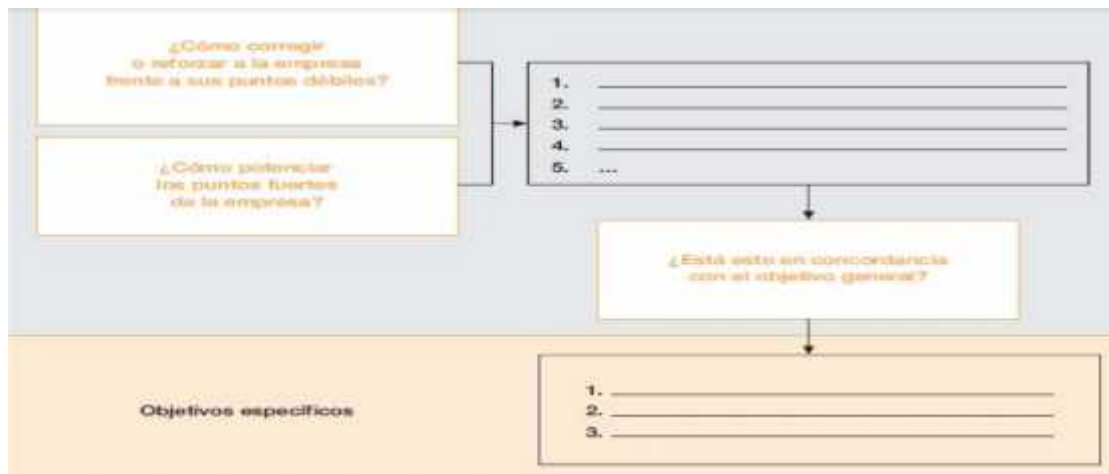 ¿Cómo corregir
o reforzar a la empresa
frente a sus puntos débiles?
¿Cómo potenciar
los puntos fuertes
de la empresa?
1.
2.
3.
4.
5. ...
¿Está esto en concordancia
con el objetivo general?
Objetivos específicos
1.
2.
3.